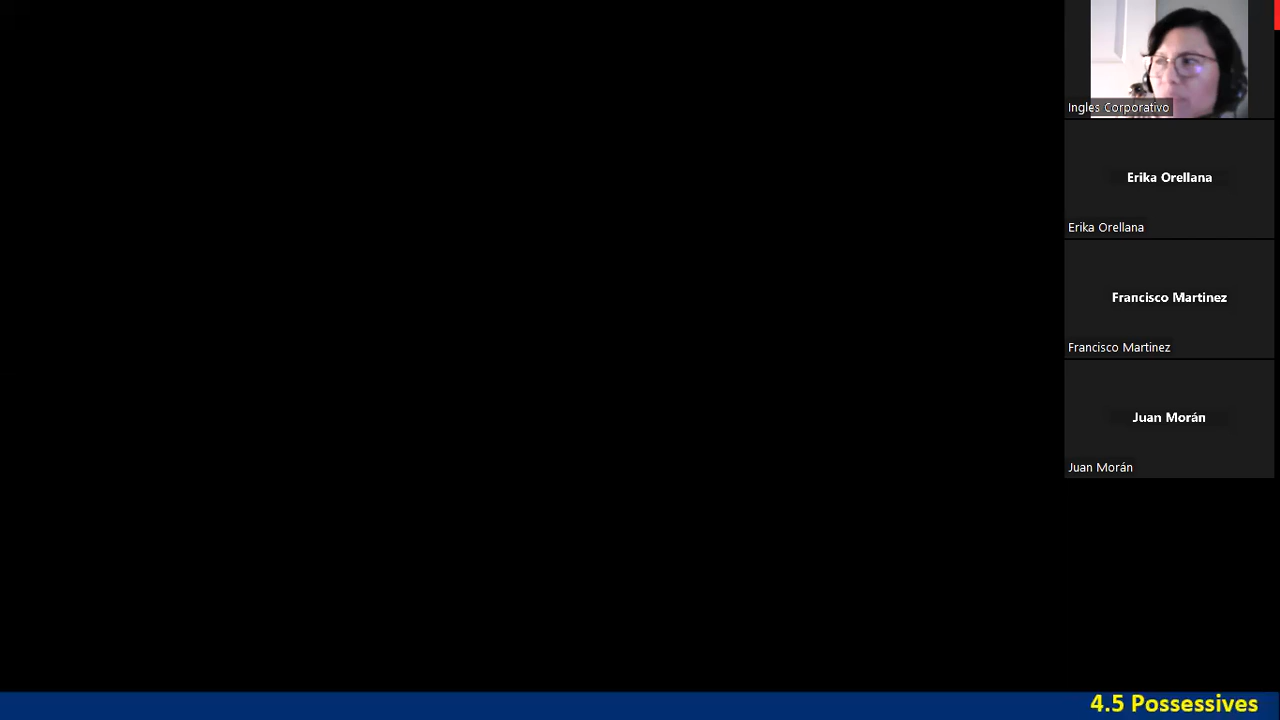 Ingles Corporativo
Erika Orellana
Erika Orellana
Francisco Martinez
Francisco Martinez
Juan Morán
Juan Morán
4.5 Possessives